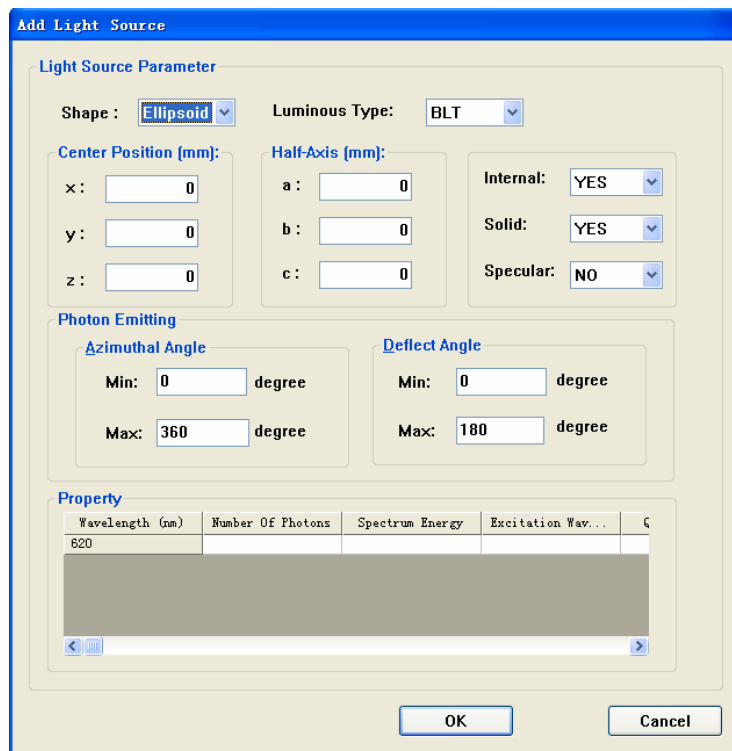 Add Light Source
Light Source Parameter
Shape : Ellipsoid Luminous Type: BLT
Center Position (mm): Half-Axis (mm):
x : 0 a : 0 Internal: YES
y : 0 b : 0 Solid: YES
z : 0 c : 0 Specular: NO
Photon Emitting
Azimuthal Angle Deflect Angle
Min: 0 degree Min: 0 degree
Max: 360 degree Max: 180 degree
Property
Wavelength (nm) Number Of Photons Spectrum Energy Excitation Wav...
620
OK Cancel